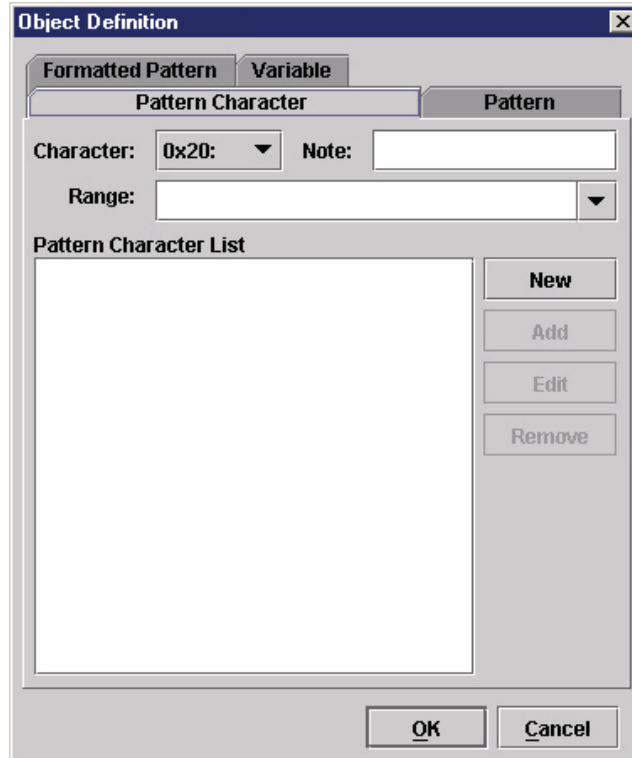 Object Definition
Formatted Pattern Variable
Pattern Character Pattern
Character: 0x20: Note:
Range:
Pattern Character List
New
Add
Edit
Remove
OK Cancel